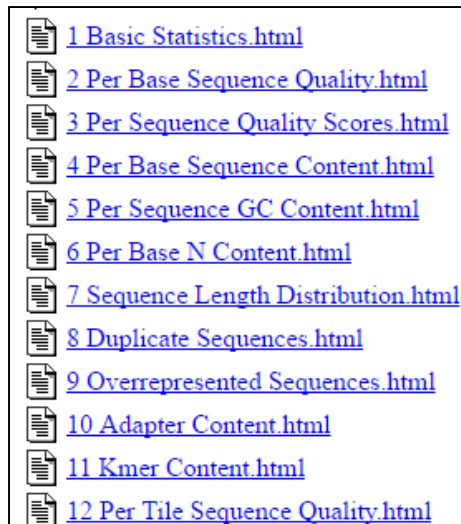 1 Basic Statistics.html
2 Per Base Sequence Quality.html
3 Per Sequence Quality Scores.html
4 Per Base Sequence Content.html
5 Per Sequence GC Content.html
6 Per Base N Content.html
7 Sequence Length Distribution.html
8 Duplicate Sequences.html
9 Overrepresented Sequences.html
10 Adapter Content.html
11 Kmer Content.html
12 Per Tile Sequence Quality.html